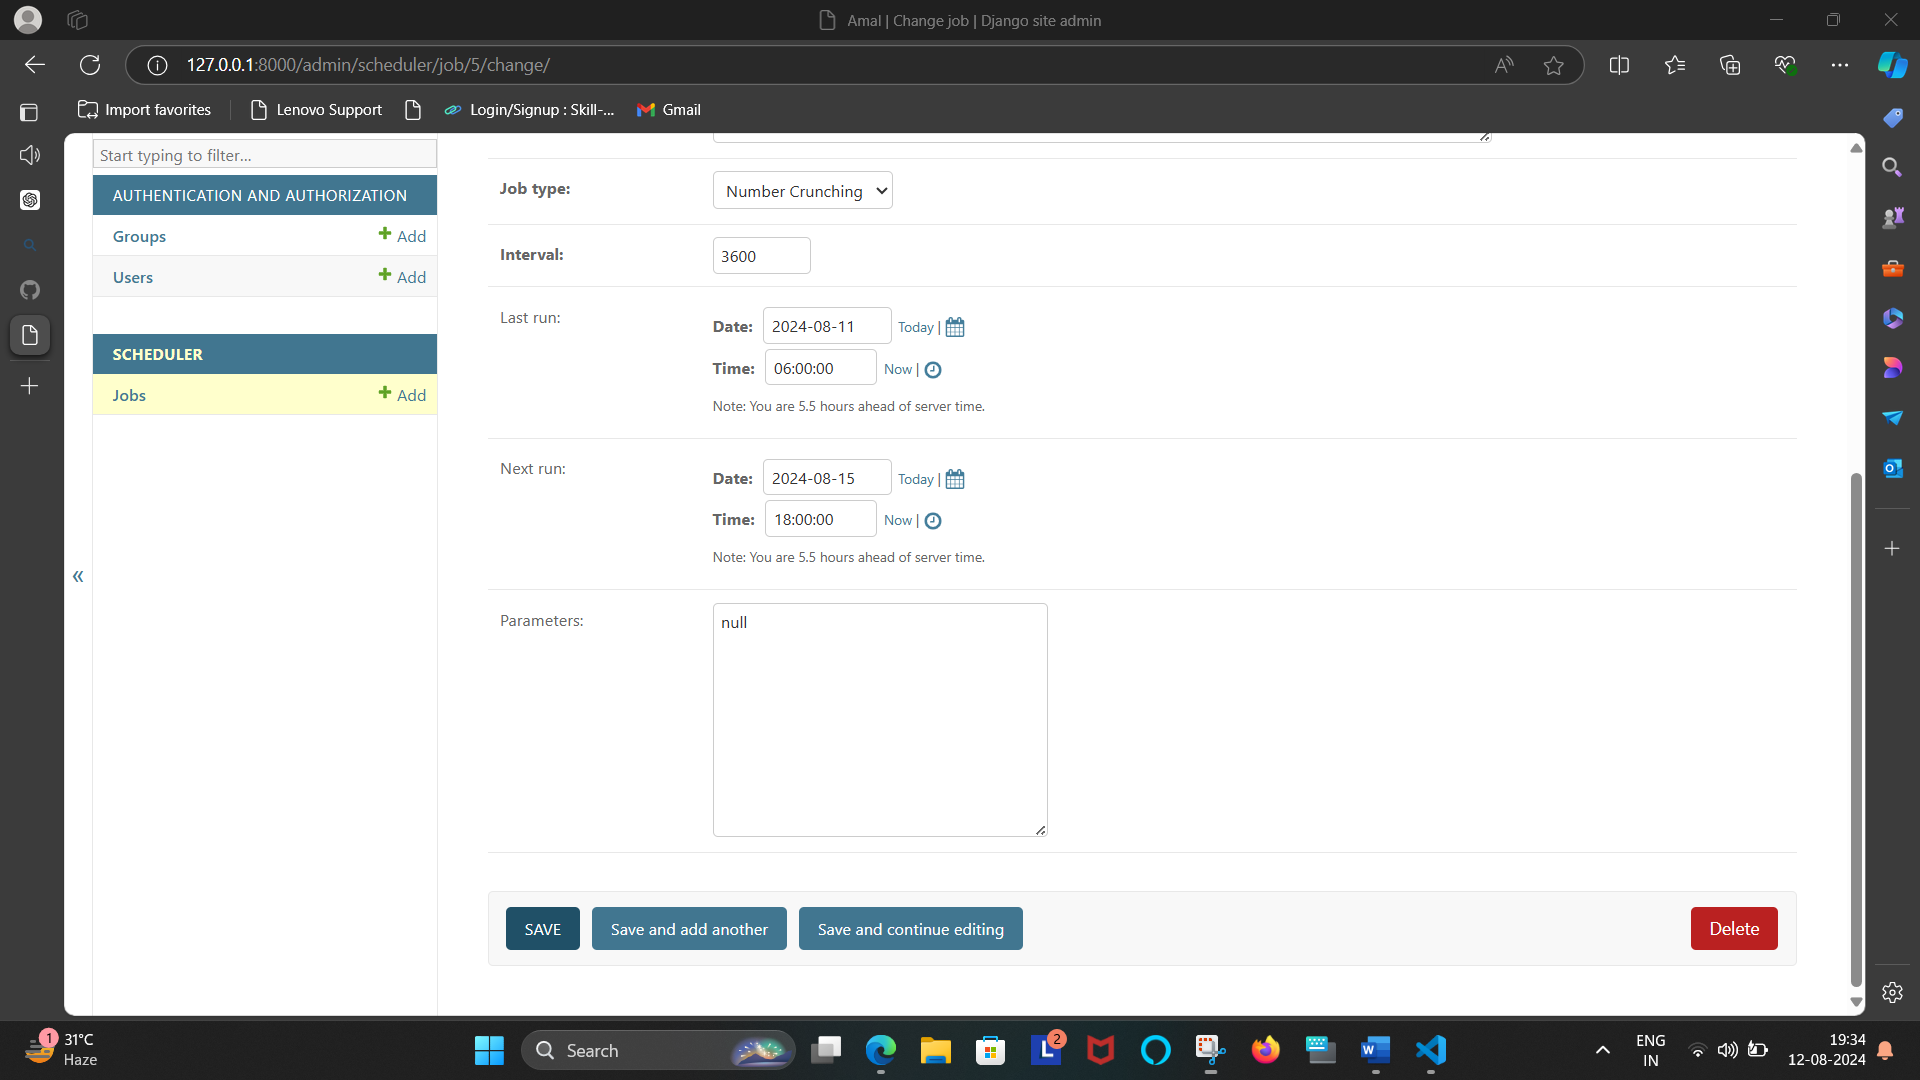 Amal | Change job | Django site admin
127.0.0.1:8000/admin/scheduler/job/5/change/
Import favorites
Lenovo Support
Login/Signup : Skill-...
Gmail
Start typing to filter...
AUTHENTICATION AND AUTHORIZATION
Groups
Add
Users
Add
SCHEDULER
Jobs
Add
Job type:
Number Crunching
Interval:
3600
Last run:
Date: 2024-08-11 Today |
Time: 06:00:00 Now |
Note: You are 5.5 hours ahead of server time.
Next run:
Date: 2024-08-15 Today |
Time: 18:00:00 Now |
Note: You are 5.5 hours ahead of server time.
Parameters:
null
SAVE
Save and add another
Save and continue editing
Delete
1
31°C
Haze
Search
L
2
W
ENG
IN
19:34
12-08-2024